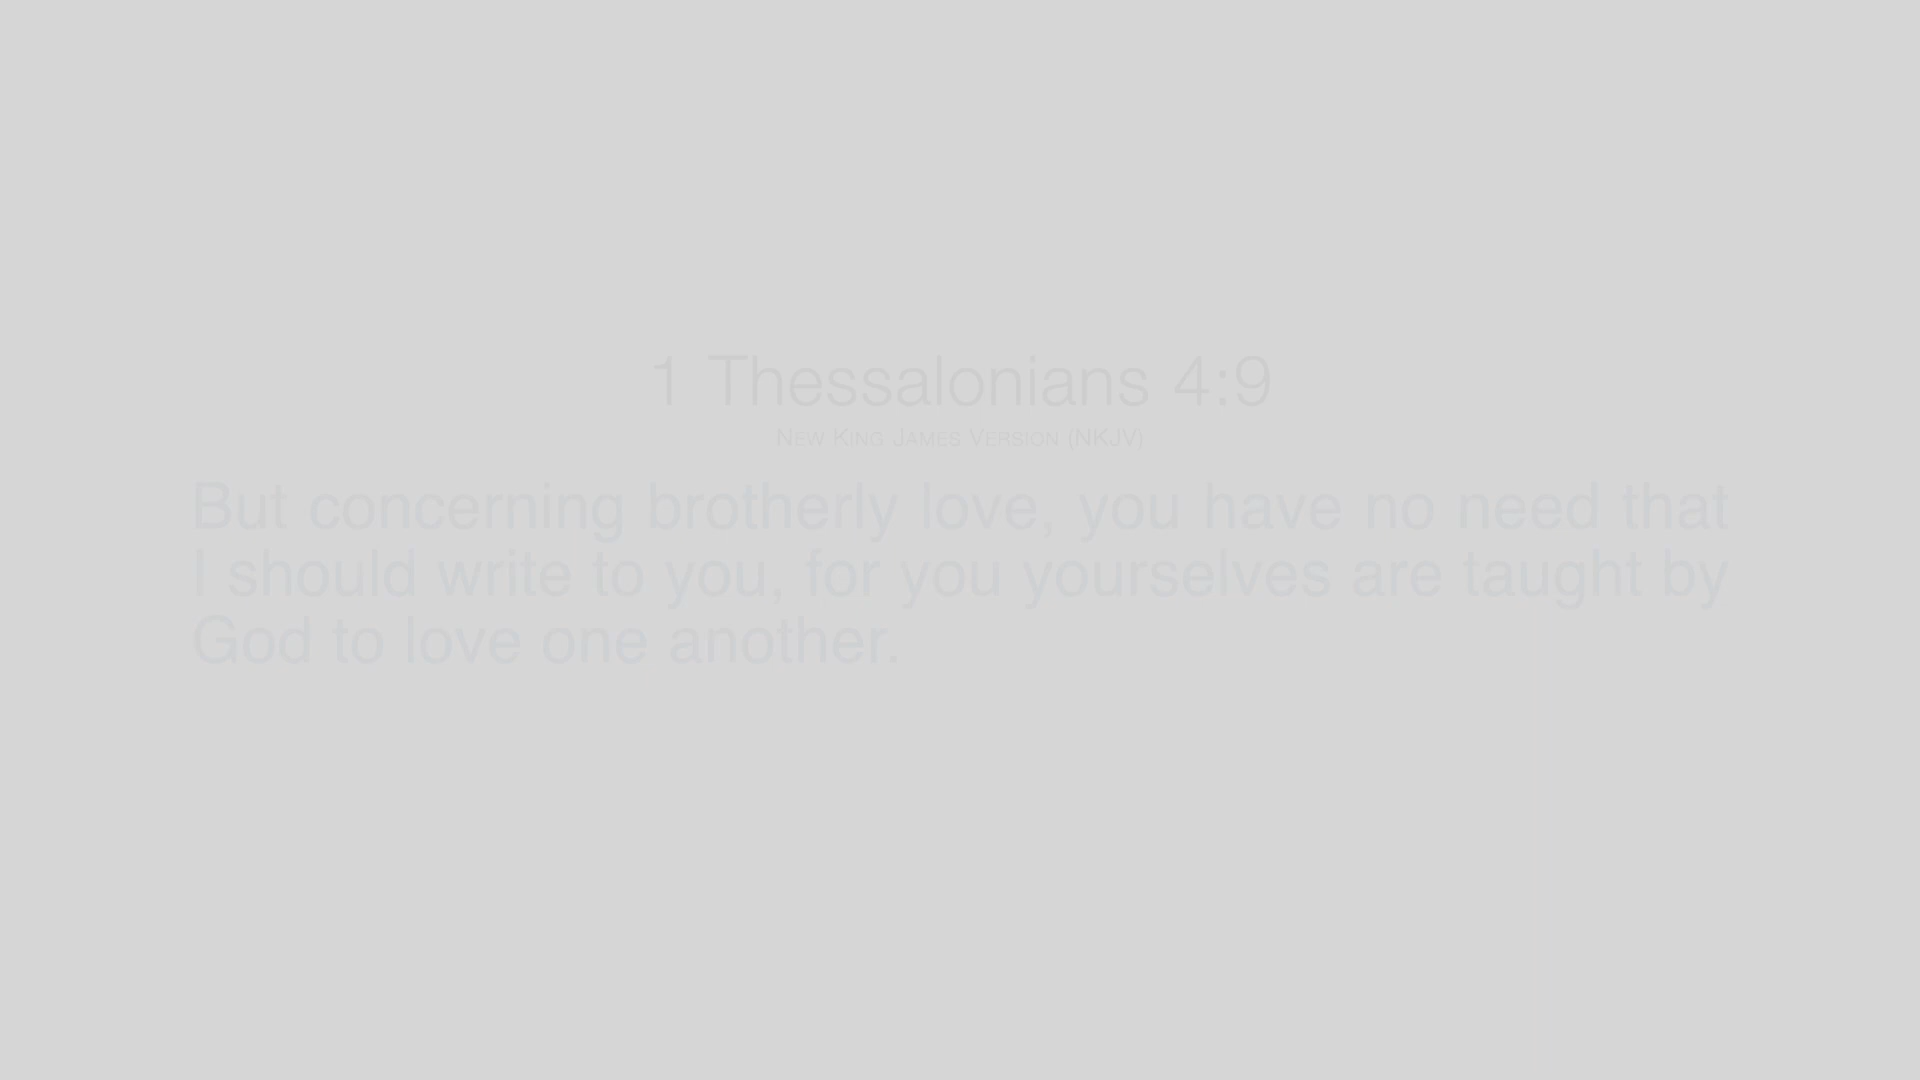 1 Thessalonians 4:9
New King James Version (NKJV)
But concerning brotherly love, you have no need that
I should write to you, for you yourselves are taught by
God to love one another.